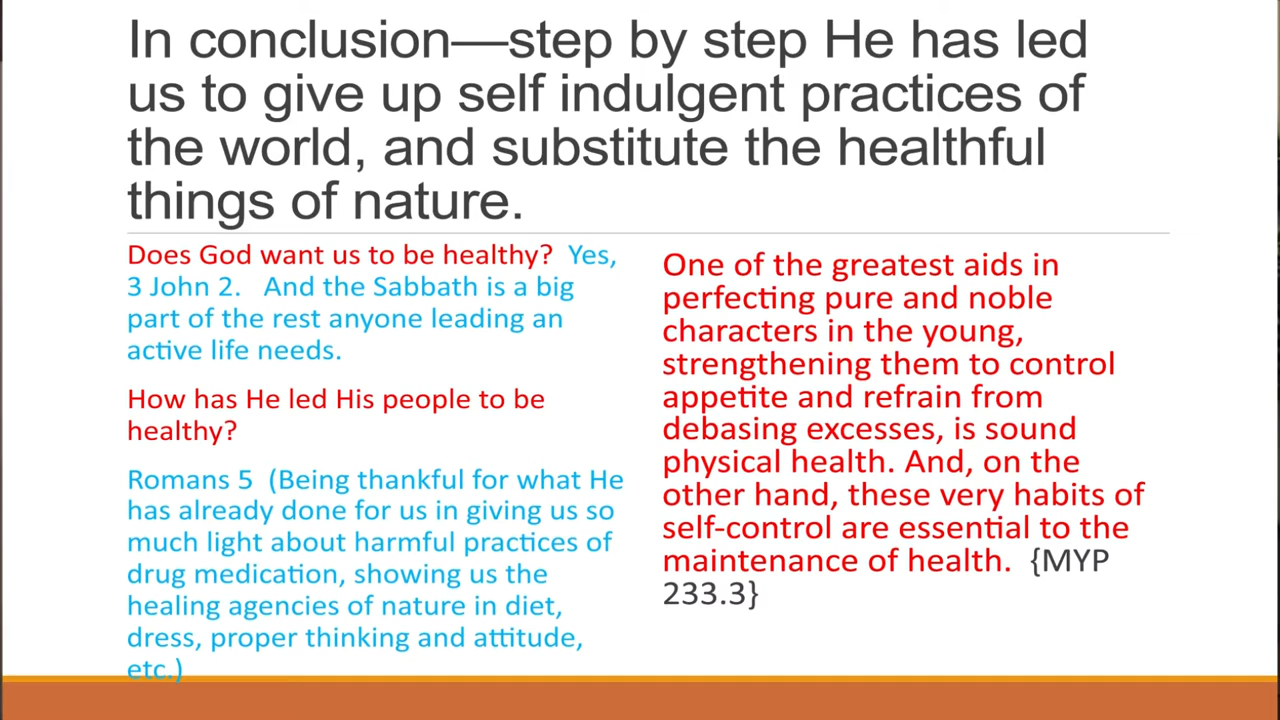 In conclusion—step by step He has led
us to give up self indulgent practices of
the world, and substitute the healthful
things of nature.
Does God want us to be healthy?  Yes,
3 John 2.   And the Sabbath is a big
part of the rest anyone leading an
active life needs.
How has He led His people to be
healthy?
Romans 5  (Being thankful for what He
has already done for us in giving us so
much light about harmful practices of
drug medication, showing us the
healing agencies of nature in diet,
dress, proper thinking and attitude,
etc.)
One of the greatest aids in
perfecting pure and noble
characters in the young,
strengthening them to control
appetite and refrain from
debasing excesses, is sound
physical health. And, on the
other hand, these very habits of
self-control are essential to the
maintenance of health.  {MYP
233.3}